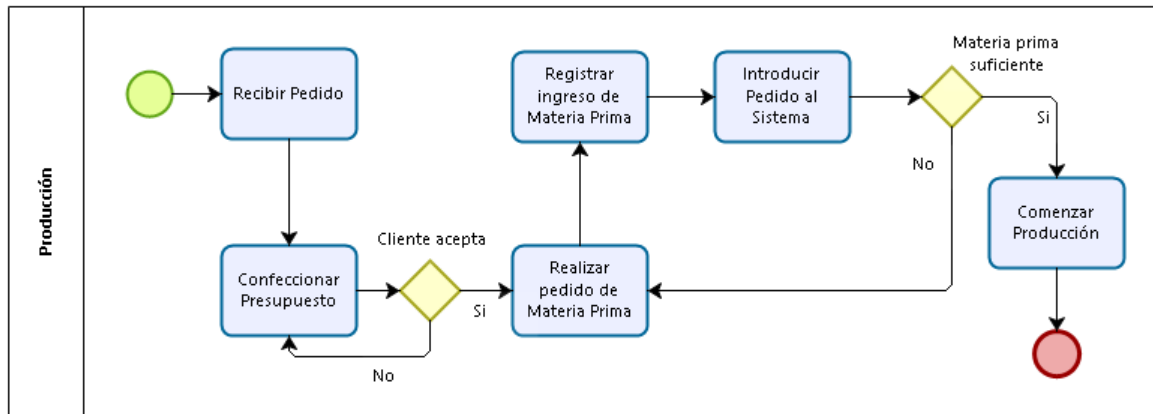 Producción
Recibir Pedido
Registrar
ingreso de
Materia Prima
Introducir
Pedido al
Sistema
Materia prima
suficiente
Si
No
Comenzar
Producción
Confeccionar
Presupuesto
Cliente acepta
Si
No
Realizar
pedido de
Materia Prima